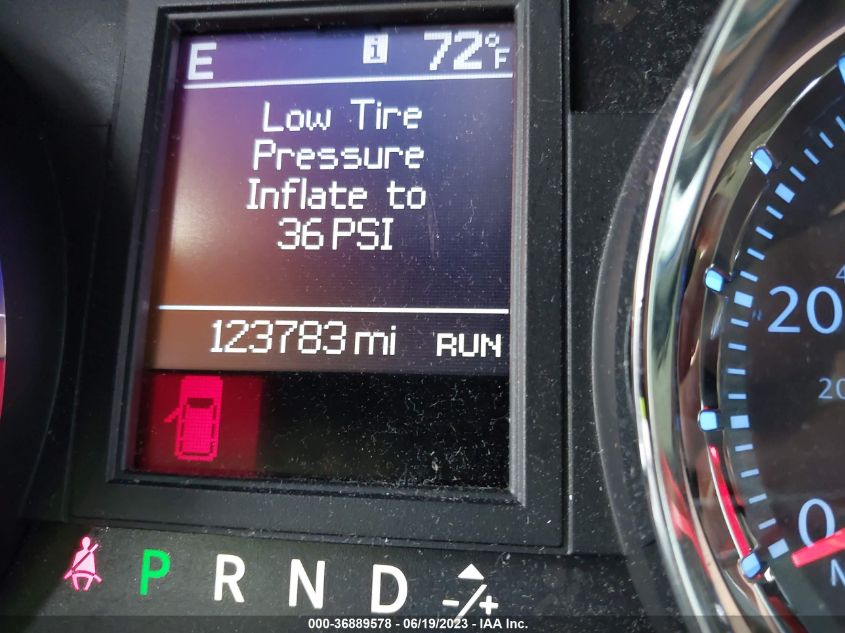 E 72°F
Low Tire
Pressure
Inflate to
36 PSI
123783 mi RUN
20
20
0
P R N D -/+
000-36889578 - 06/19/2023 - IAA Inc.